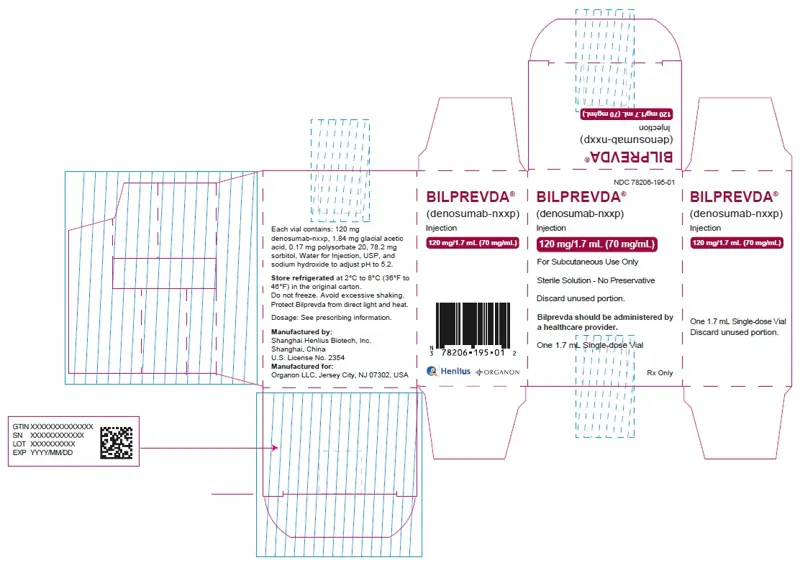 120 mg/1.7 mL (70 mg/mL)
Injection
(denosumab-nxxp)
BILPREVDA®
Each vial contains: 120 mg
denosumab-nxxp, 1.84 mg glacial acetic
acid, 0.17 mg polysorbate 20, 78.2 mg
sorbitol, Water for Injection, USP, and
sodium hydroxide to adjust pH to 5.2.
Store refrigerated at 2°C to 8°C (36°F to
46°F) in the original carton.
Do not freeze. Avoid excessive shaking.
Protect Bilprevda from direct light and heat.
Dosage: See prescribing information.
Manufactured by:
Shanghai Henlius Biotech, Inc.
Shanghai, China
U.S. License No. 2354
Manufactured for:
Organon LLC, Jersey City, NJ 07302, USA
BILPREVDA®
(denosumab-nxxp)
Injection
120 mg/1.7 mL (70 mg/mL)
N
3 78206-195-01 2
Henlius ORGANON
NDC 78206-195-01
BILPREVDA®
(denosumab-nxxp)
Injection
120 mg/1.7 mL (70 mg/mL)
For Subcutaneous Use Only
Sterile Solution - No Preservative
Discard unused portion.
Bilprevda should be administered by
a healthcare provider.
One 1.7 mL Single-dose Vial
Rx Only
BILPREVDA®
(denosumab-nxxp)
Injection
120 mg/1.7 mL (70 mg/mL)
One 1.7 mL Single-dose Vial
Discard unused portion.
GTIN XXXXXXXXXXXXXX
SN XXXXXXXXXXXX
LOT XXXXXXXXXX
EXP YYYY/MM/DD